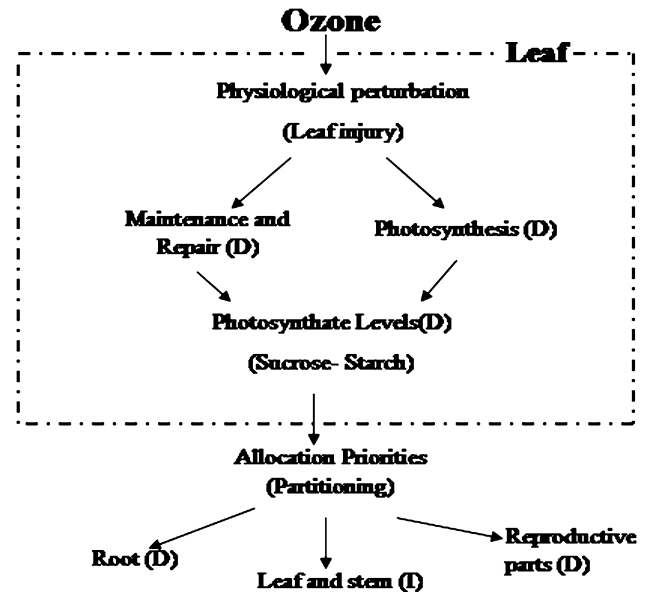 Ozone
Leaf
Physiological perturbation
(Leaf injury)
Maintenance and
Repair (D)
Photosynthesis (D)
Photosynthate Levels(D)
(Sucrose- Starch)
Allocation Priorities
(Partitioning)
Root (D)
Leaf and stem (I)
Reproductive
parts (D)